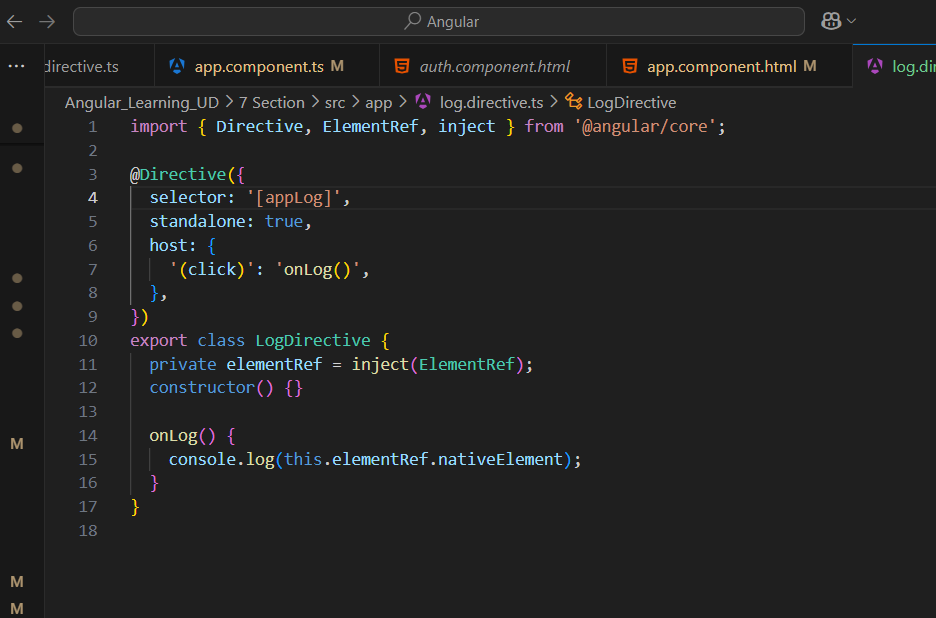 Angular
directive.ts
app.component.ts M
auth.component.html
app.component.html M
log.di
Angular_Learning_UD > 7 Section > src > app > log.directive.ts > LogDirective
1 import { Directive, ElementRef, inject } from '@angular/core';
2
3 @Directive({
4   selector: '[appLog]',
5   standalone: true,
6   host: {
7     '(click)': 'onLog()',
8   },
9 })
10 export class LogDirective {
11   private elementRef = inject(ElementRef);
12   constructor() {}
13
14   onLog() {
15     console.log(this.elementRef.nativeElement);
16   }
17 }
18
M
M
M